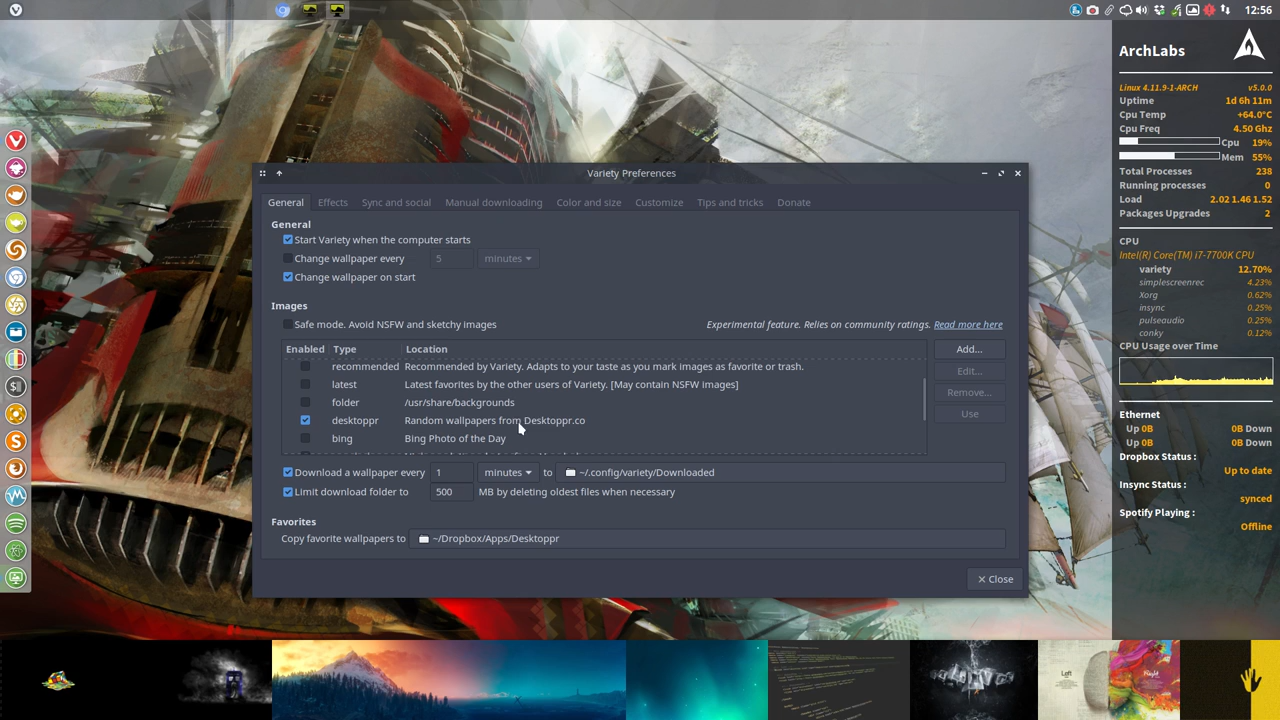 12:56
Variety Preferences
General Effects Sync and social Manual downloading Color and size Customize Tips and tricks Donate
General
Start Variety when the computer starts
Change wallpaper every 5 minutes
Change wallpaper on start
Images
Safe mode. Avoid NSFW and sketchy images Experimental feature. Relies on community ratings. Read more here
Enabled Type Location
recommended Recommended by Variety. Adapts to your taste as you mark images as favorite or trash.
latest Latest favorites by the other users of Variety. [May contain NSFW images]
folder /usr/share/backgrounds
desktoppr Random wallpapers from Desktoppr.co
bing Bing Photo of the Day
Add...
Edit...
Remove...
Use
Download a wallpaper every 1 minutes to ~/.config/variety/Downloaded
Limit download folder to 500 MB by deleting oldest files when necessary
Favorites
Copy favorite wallpapers to ~/Dropbox/Apps/Desktoppr
Close
ArchLabs
Linux 4.11.9-1-ARCH v5.0.0
Uptime 1d 6h 11m
Cpu Temp +64.0°C
Cpu Freq 4.50 Ghz
Cpu 19%
Mem 55%
Total Processes 238
Running processes 0
Load 2.02 1.46 1.52
Packages Upgrades 2
CPU
Intel(R) Core(TM) i7-7700K CPU
variety 12.70%
simplescreenrec 4.23%
Xorg 0.62%
insync 0.25%
pulseaudio 0.25%
conky 0.12%
CPU Usage over Time
Ethernet
Up 0B 0B Down
Up 0B 0B Down
Dropbox Status :
Up to date
Insync Status :
synced
Spotify Playing :
Offline
Left
Right